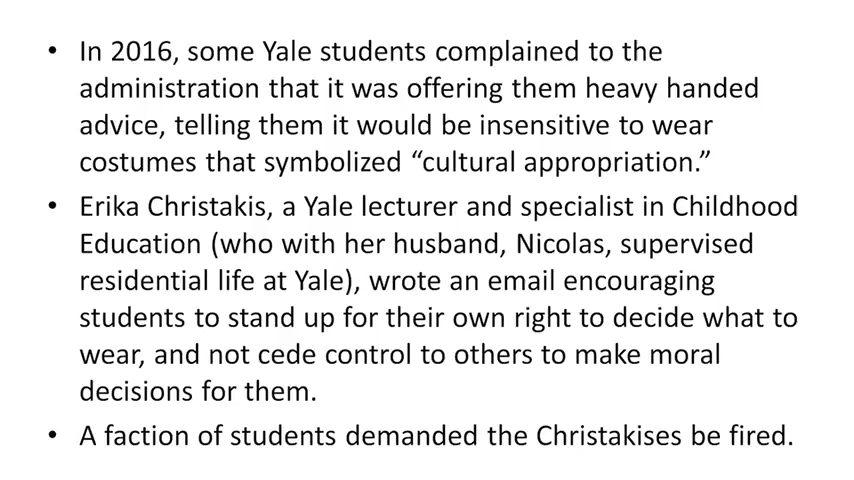 • In 2016, some Yale students complained to the
administration that it was offering them heavy handed
advice, telling them it would be insensitive to wear
costumes that symbolized “cultural appropriation.”
• Erika Christakis, a Yale lecturer and specialist in Childhood
Education (who with her husband, Nicolas, supervised
residential life at Yale), wrote an email encouraging
students to stand up for their own right to decide what to
wear, and not cede control to others to make moral
decisions for them.
• A faction of students demanded the Christakises be fired.